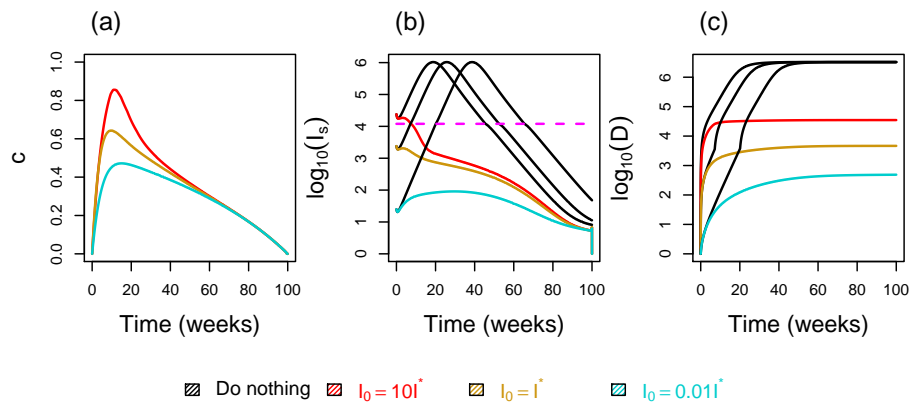 (a)
(b)
(c)
c
0.0 0.2 0.4 0.6 0.8 1.0
0 20 40 60 80 100
Time (weeks)
log₁₀(Iₛ)
0 1 2 3 4 5 6
0 20 40 60 80 100
Time (weeks)
log₁₀(D)
0 1 2 3 4 5 6
0 20 40 60 80 100
Time (weeks)
Do nothing
I₀ = 10I*
I₀ = I*
I₀ = 0.01I*